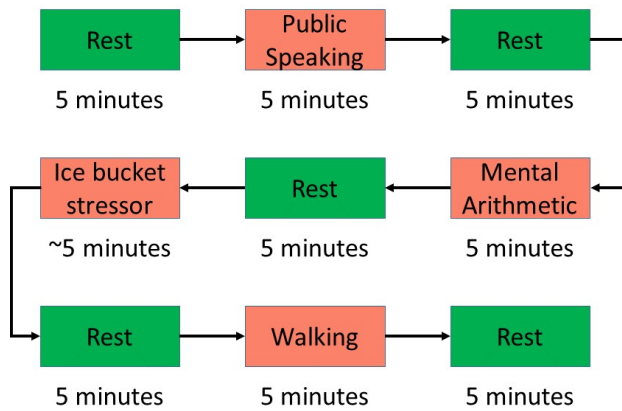 Rest
Public
Speaking
Rest
5 minutes
5 minutes
5 minutes
Ice bucket
stressor
Rest
Mental
Arithmetic
~5 minutes
5 minutes
5 minutes
Rest
Walking
Rest
5 minutes
5 minutes
5 minutes